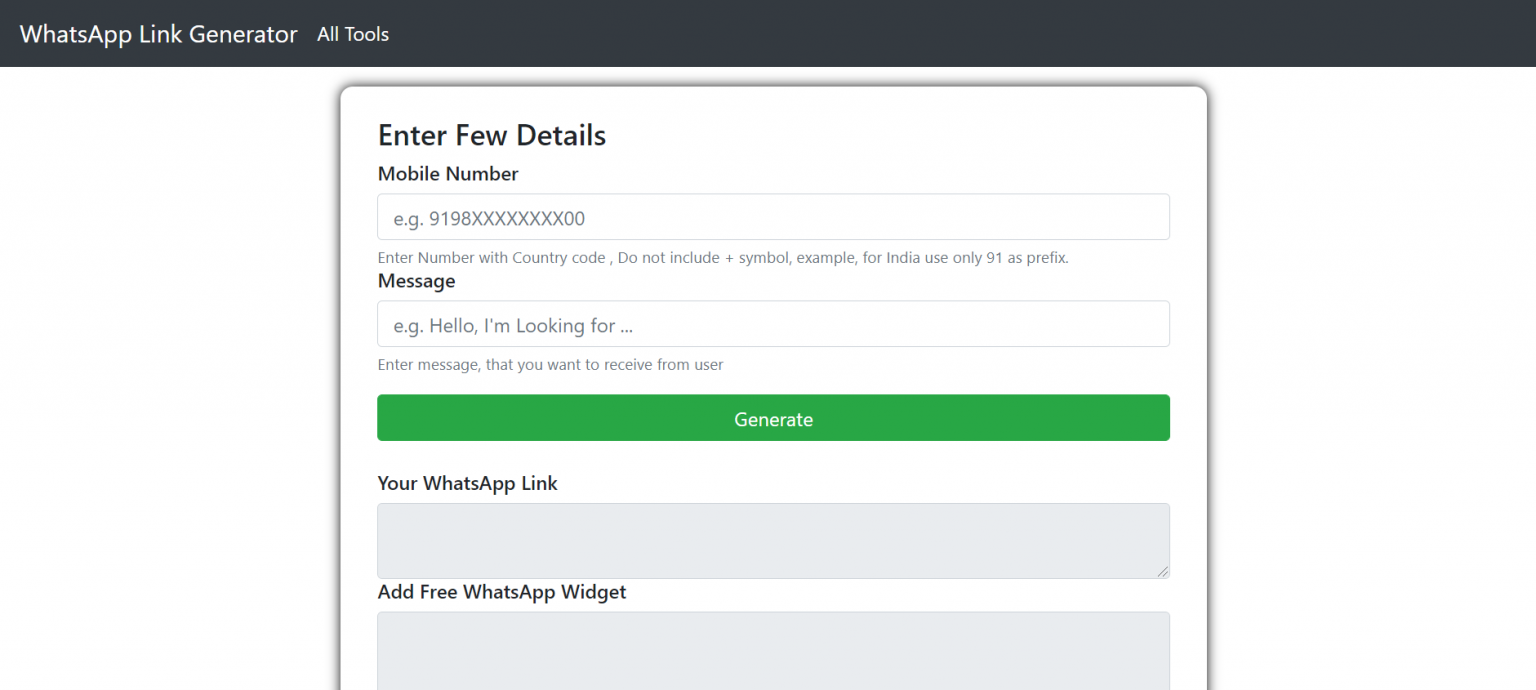 WhatsApp Link Generator All Tools
Enter Few Details
Mobile Number
e.g. 9198XXXXXXXX00
Enter Number with Country code , Do not include + symbol, example, for India use only 91 as prefix.
Message
e.g. Hello, I'm Looking for ...
Enter message, that you want to receive from user
Generate
Your WhatsApp Link
Add Free WhatsApp Widget